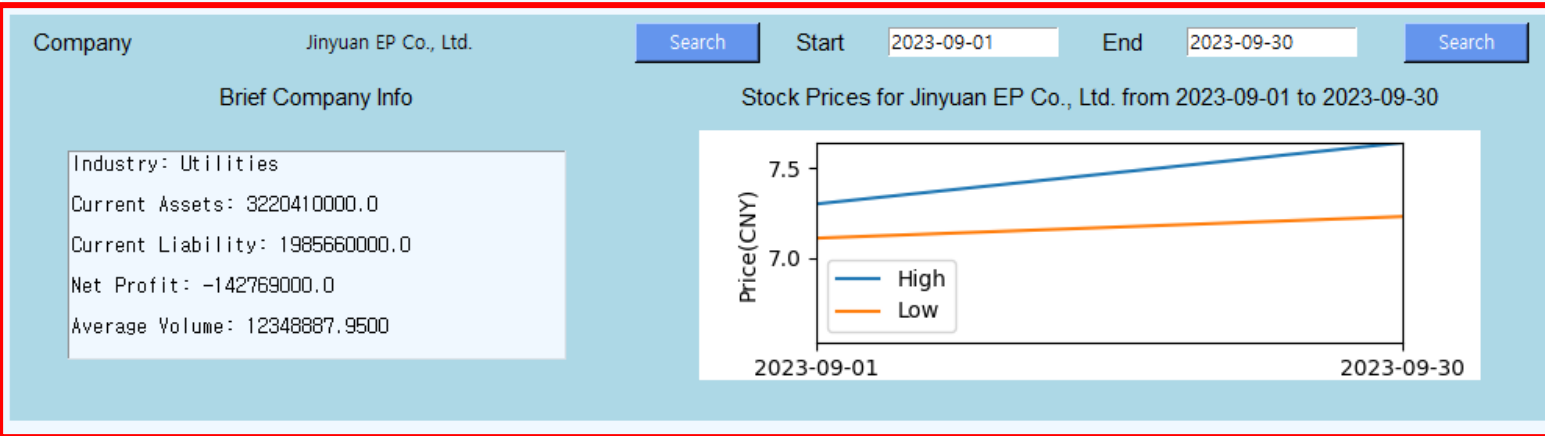 Company Jinyuan EP Co., Ltd. Search Start 2023-09-01 End 2023-09-30 Search
Brief Company Info
Industry: Utilities
Current Assets: 3220410000.0
Current Liability: 1985660000.0
Net Profit: -142769000.0
Average Volume: 12348887.9500
Stock Prices for Jinyuan EP Co., Ltd. from 2023-09-01 to 2023-09-30
Price(CNY)
7.5
7.0
High
Low
2023-09-01 2023-09-30